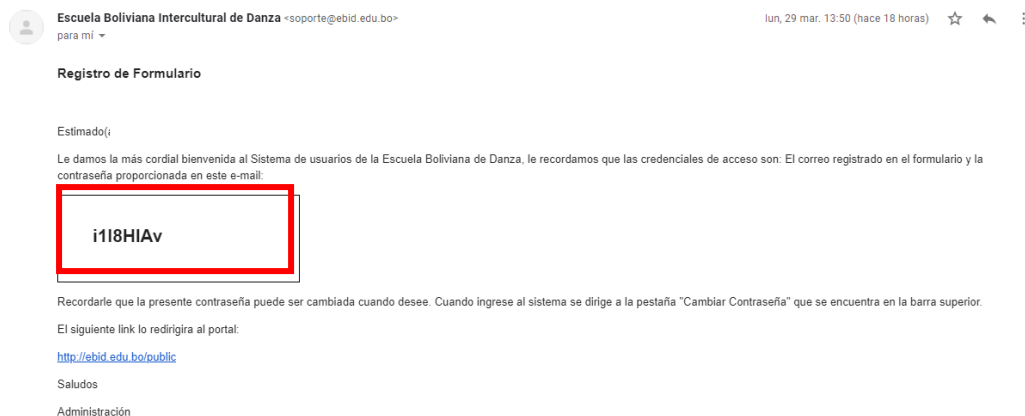 Escuela Boliviana Intercultural de Danza <soporte@ebid.edu.bo>
lun, 29 mar. 13:50 (hace 18 horas)
para mí
Registro de Formulario
Estimado(
Le damos la más cordial bienvenida al Sistema de usuarios de la Escuela Boliviana de Danza, le recordamos que las credenciales de acceso son: El correo registrado en el formulario y la
contraseña proporcionada en este e-mail:
i1l8HIAv
Recordarle que la presente contraseña puede ser cambiada cuando desee. Cuando ingrese al sistema se dirige a la pestaña "Cambiar Contraseña" que se encuentra en la barra superior.
El siguiente link lo redirigira al portal:
http://ebid.edu.bo/public
Saludos
Administración